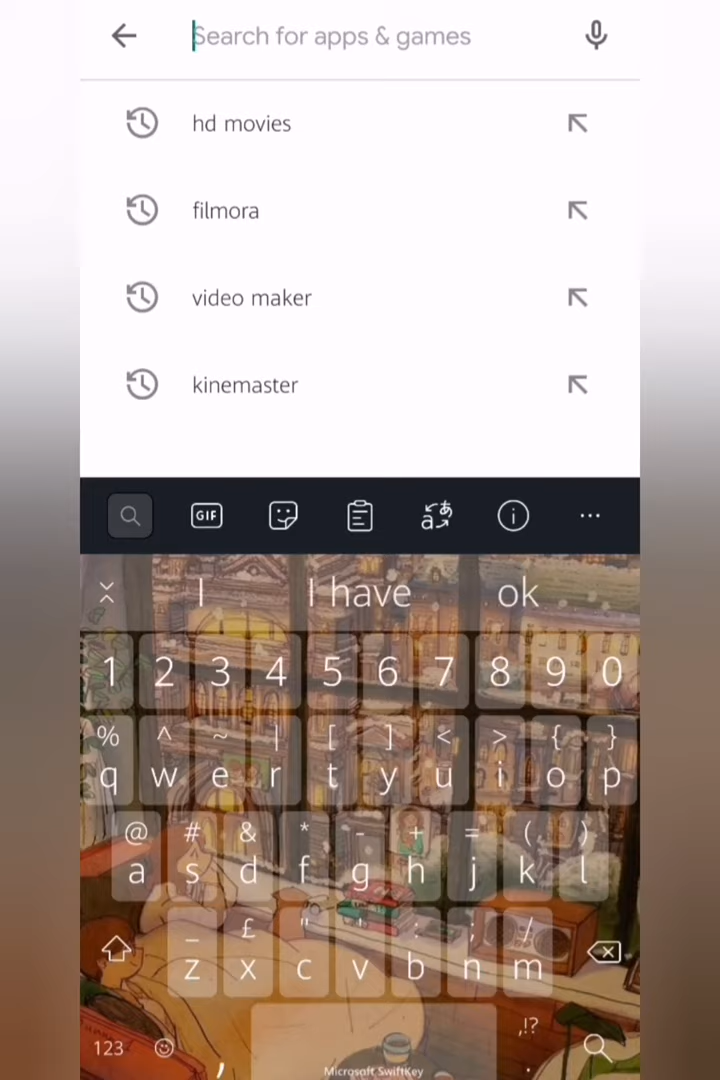 Search for apps & games
hd movies
filmora
video maker
kinemaster
GIF
I I have ok
1 2 3 4 5 6 7 8 9 0
% ^ ~ | [ ] < > { }
q w e r t y u i o p
@ # & * - + = ( )
a s d f g h j k l
_ £ " ' : ; /
z x c v b n m
,!?
123 , .
Microsoft SwiftKey